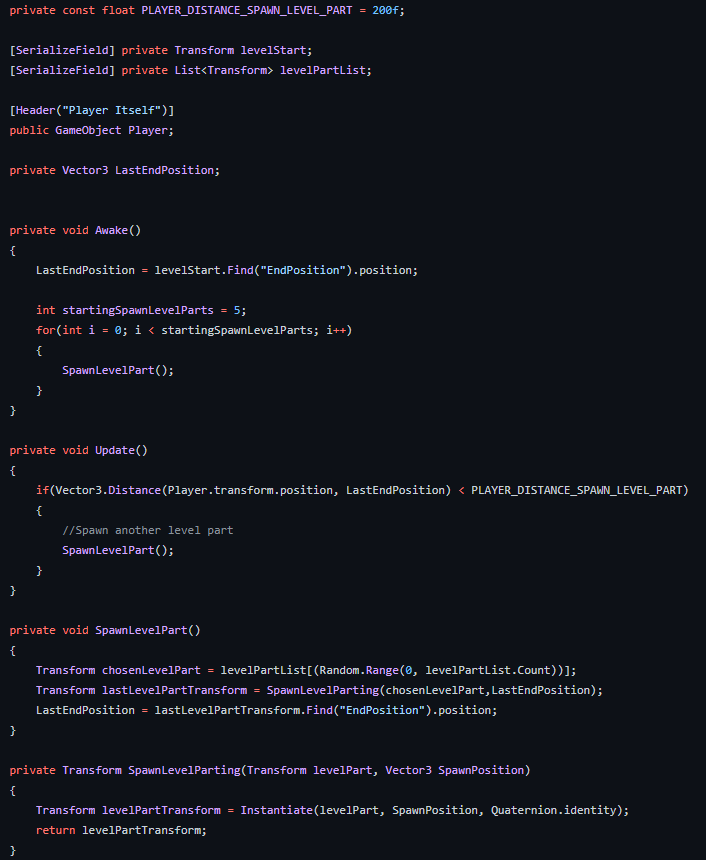 private const float PLAYER_DISTANCE_SPAWN_LEVEL_PART = 200f;
[SerializeField] private Transform levelStart;
[SerializeField] private List<Transform> levelPartList;
[Header("Player Itself")]
public GameObject Player;
private Vector3 LastEndPosition;
private void Awake()
{
    LastEndPosition = levelStart.Find("EndPosition").position;
    int startingSpawnLevelParts = 5;
    for(int i = 0; i < startingSpawnLevelParts; i++)
    {
        SpawnLevelPart();
    }
}
private void Update()
{
    if(Vector3.Distance(Player.transform.position, LastEndPosition) < PLAYER_DISTANCE_SPAWN_LEVEL_PART)
    {
        //Spawn another level part
        SpawnLevelPart();
    }
}
private void SpawnLevelPart()
{
    Transform chosenLevelPart = levelPartList[(Random.Range(0, levelPartList.Count))];
    Transform lastLevelPartTransform = SpawnLevelParting(chosenLevelPart,LastEndPosition);
    LastEndPosition = lastLevelPartTransform.Find("EndPosition").position;
}
private Transform SpawnLevelParting(Transform levelPart, Vector3 SpawnPosition)
{
    Transform levelPartTransform = Instantiate(levelPart, SpawnPosition, Quaternion.identity);
    return levelPartTransform;
}